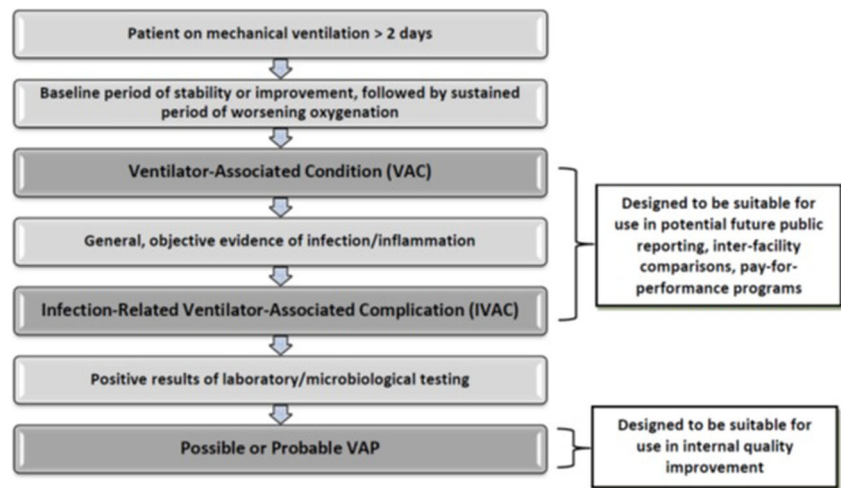 Patient on mechanical ventilation > 2 days
Baseline period of stability or improvement, followed by sustained
period of worsening oxygenation
Ventilator-Associated Condition (VAC)
General, objective evidence of infection/inflammation
Infection-Related Ventilator-Associated Complication (IVAC)
Designed to be suitable for
use in potential future public
reporting, inter-facility
comparisons, pay-for-
performance programs
Positive results of laboratory/microbiological testing
Possible or Probable VAP
Designed to be suitable for
use in internal quality
improvement